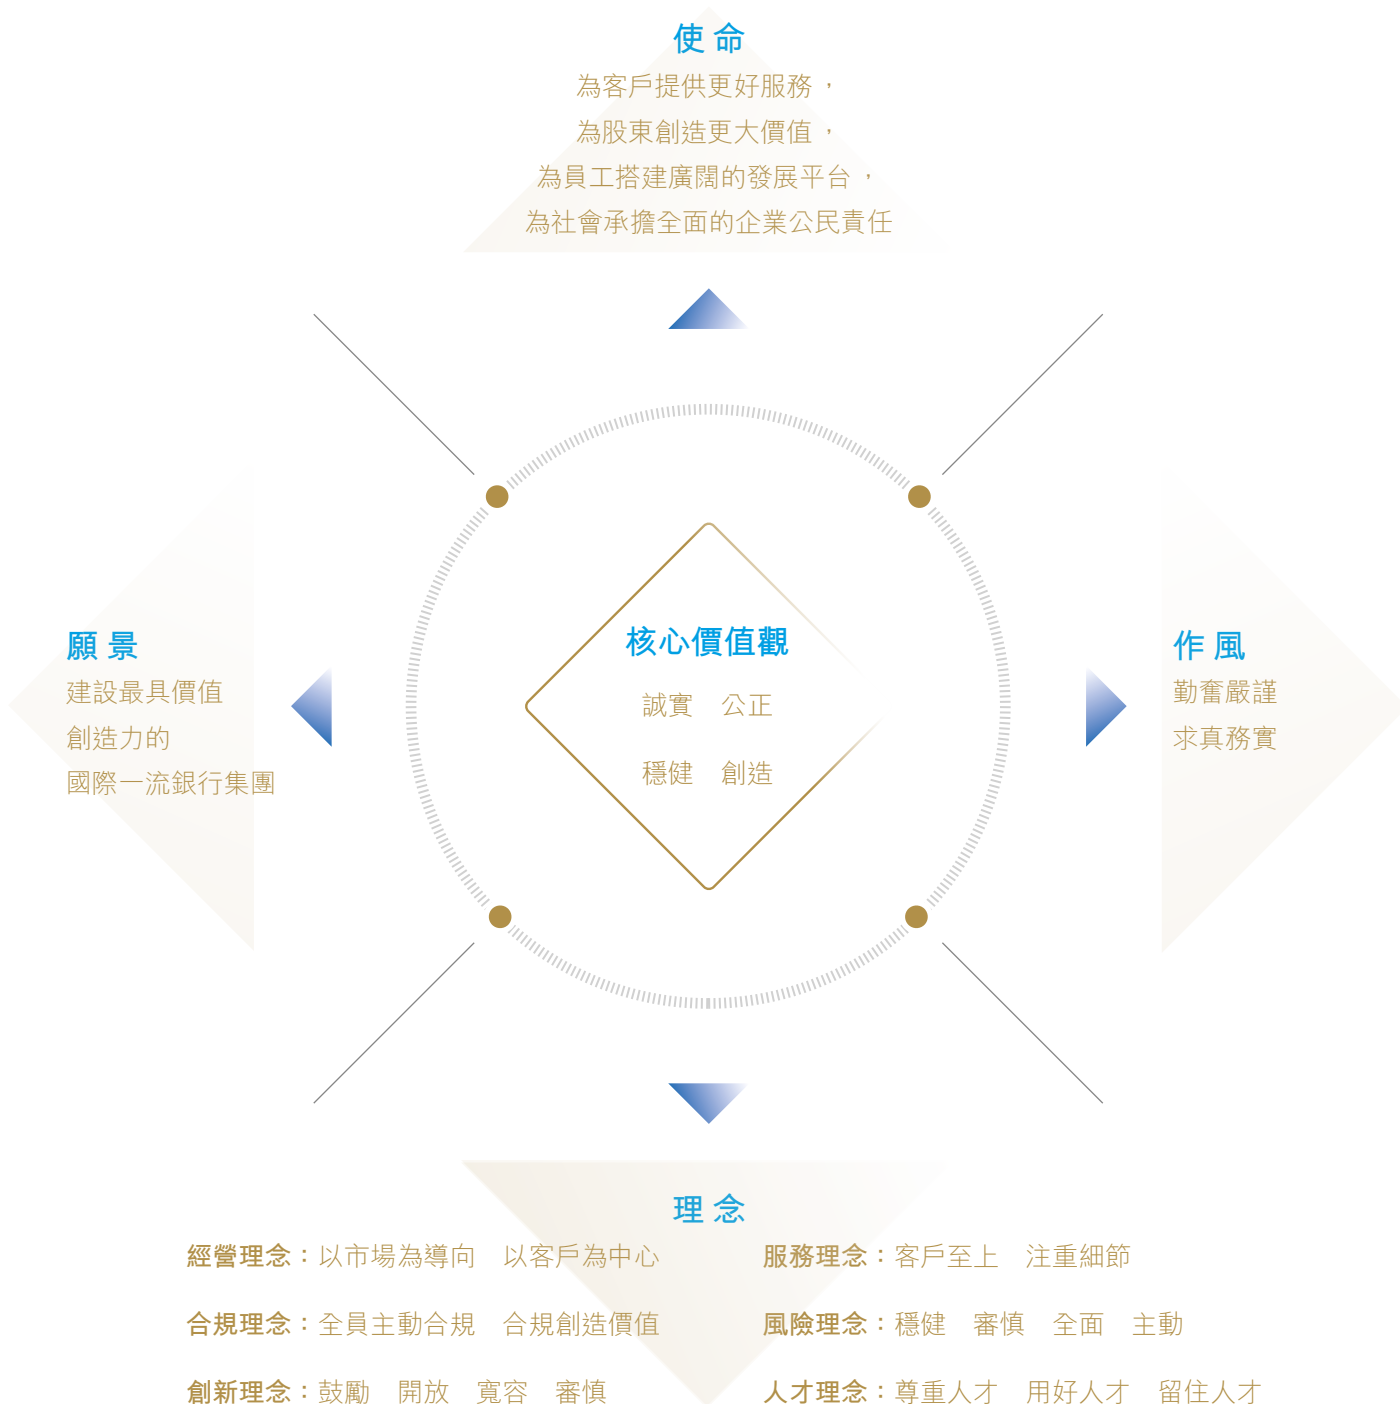 使命
為客戶提供更好服務，
為股東創造更大價值，
為員工搭建廣闊的發展平台，
為社會承擔全面的企業公民責任
願景
建設最具價值
創造力的
國際一流銀行集團
核心價值觀
誠實　公正
穩健　創造
作風
勤奮嚴謹
求真務實
理念
經營理念：以市場為導向　以客戶為中心
合規理念：全員主動合規　合規創造價值
創新理念：鼓勵　開放　寬容　審慎
服務理念：客戶至上　注重細節
風險理念：穩健　審慎　全面　主動
人才理念：尊重人才　用好人才　留住人才